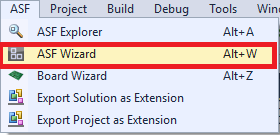 ASF Project Build Debug Tools
ASF Explorer Alt+A
ASF Wizard Alt+W
Board Wizard Alt+Z
Export Solution as Extension
Export Project as Extension